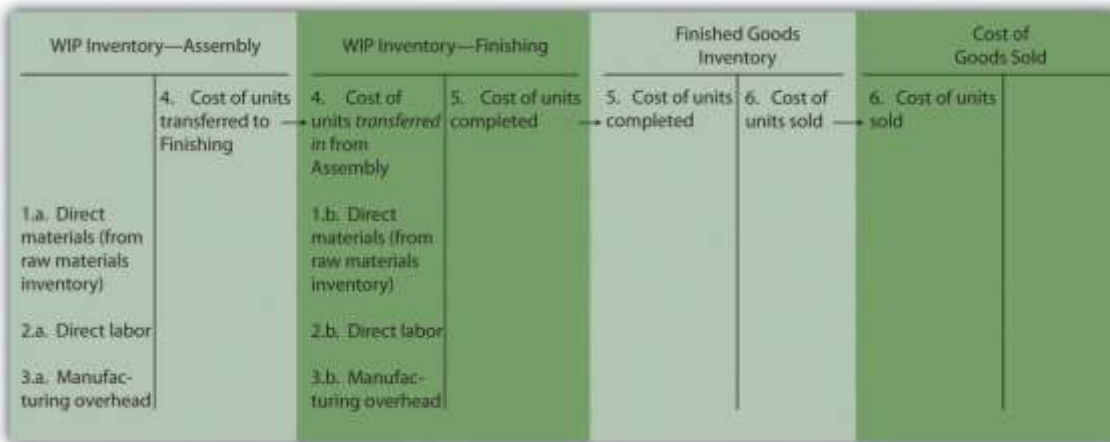 WIP Inventory—Assembly
4. Cost of units
transferred to
Finishing
1.a. Direct
materials (from
raw materials
inventory)
2.a. Direct labor
3.a. Manufac-
turing overhead
WIP Inventory—Finishing
4. Cost of
units transferred
in from
Assembly
1.b. Direct
materials (from
raw materials
inventory)
2.b. Direct labor
3.b. Manufac-
turing overhead
5. Cost of units
completed
Finished Goods
Inventory
5. Cost of units
completed
6. Cost of
units sold
Cost of
Goods Sold
6. Cost of units
sold